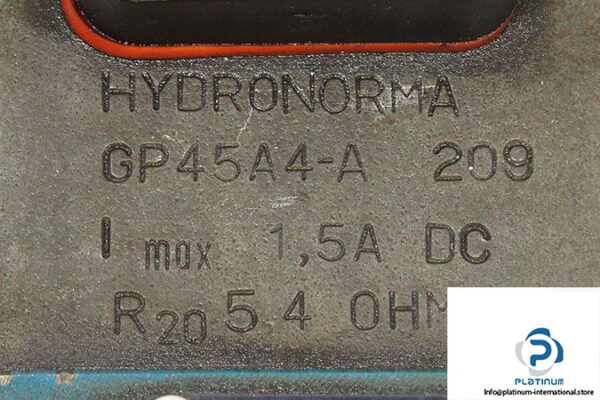 HYDRONORMA
GP45A4-A 209
I max 1,5A DC
R20 5.4 OHM
PLATINUM
Info@platinum-international.store